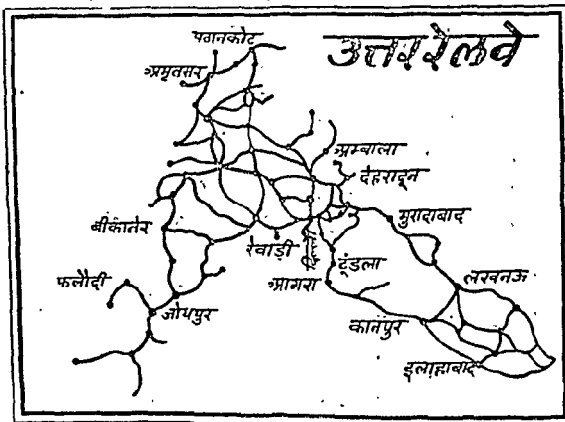 उत्तर रेलवे
पठानकोट
अमृतसर
अम्बाला
देहरादून
मुरादाबाद
बीकानेर
रेवाड़ी
टूंडला
आगरा
लखनऊ
फलौदी
जोधपुर
कानपुर
इलाहाबाद